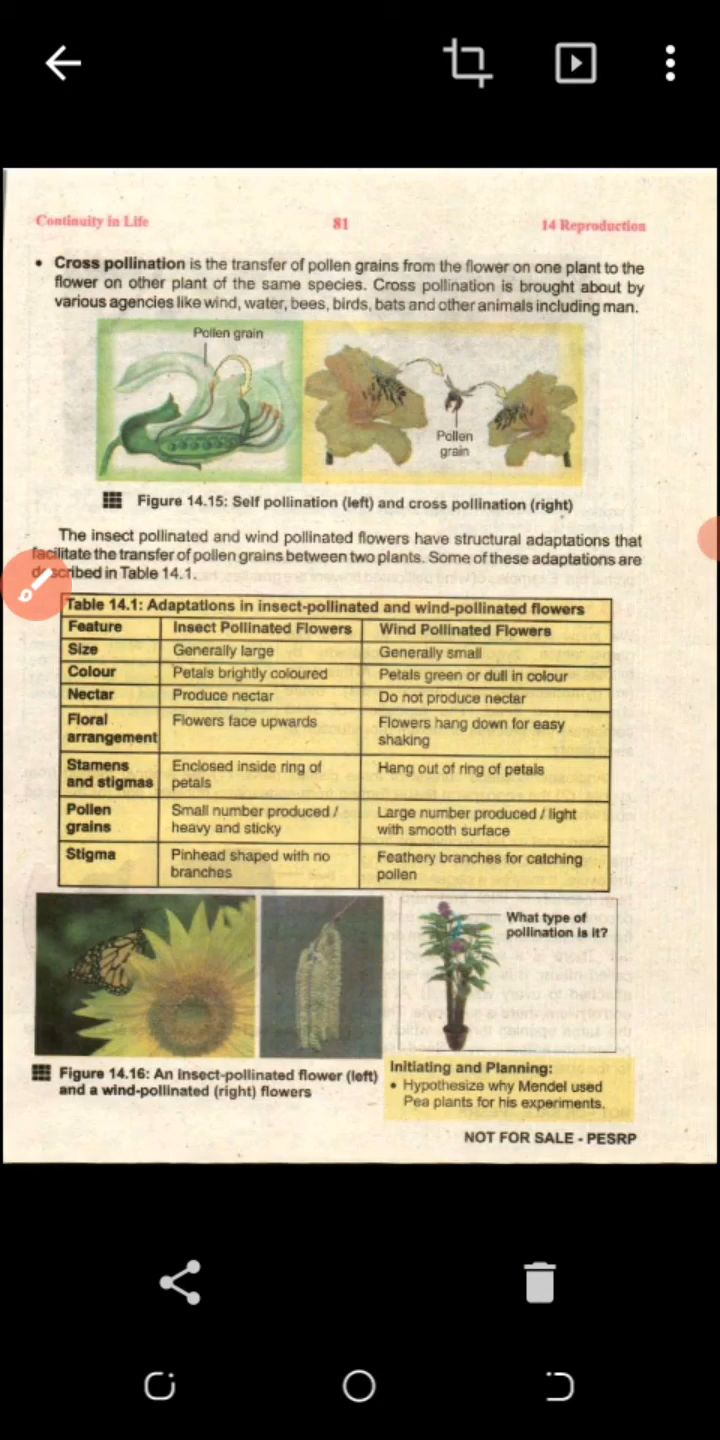 Continuity in Life 81 14 Reproduction
• Cross pollination is the transfer of pollen grains from the flower on one plant to the
flower on other plant of the same species. Cross pollination is brought about by
various agencies like wind, water, bees, birds, bats and other animals including man.
Pollen grain
Pollen
grain
Figure 14.15: Self pollination (left) and cross pollination (right)
The insect pollinated and wind pollinated flowers have structural adaptations that
facilitate the transfer of pollen grains between two plants. Some of these adaptations are
described in Table 14.1.
Table 14.1: Adaptations in insect-pollinated and wind-pollinated flowers
Feature Insect Pollinated Flowers Wind Pollinated Flowers
Size Generally large Generally small
Colour Petals brightly coloured Petals green or dull in colour
Nectar Produce nectar Do not produce nectar
Floral Flowers face upwards Flowers hang down for easy
arrangement shaking
Stamens Enclosed inside ring of Hang out of ring of petals
and stigmas petals
Pollen Small number produced / Large number produced / light
grains heavy and sticky with smooth surface
Stigma Pinhead shaped with no Feathery branches for catching
branches pollen
What type of
pollination is it?
Figure 14.16: An insect-pollinated flower (left)
and a wind-pollinated (right) flowers
Initiating and Planning:
• Hypothesize why Mendel used
Pea plants for his experiments.
NOT FOR SALE - PESRP